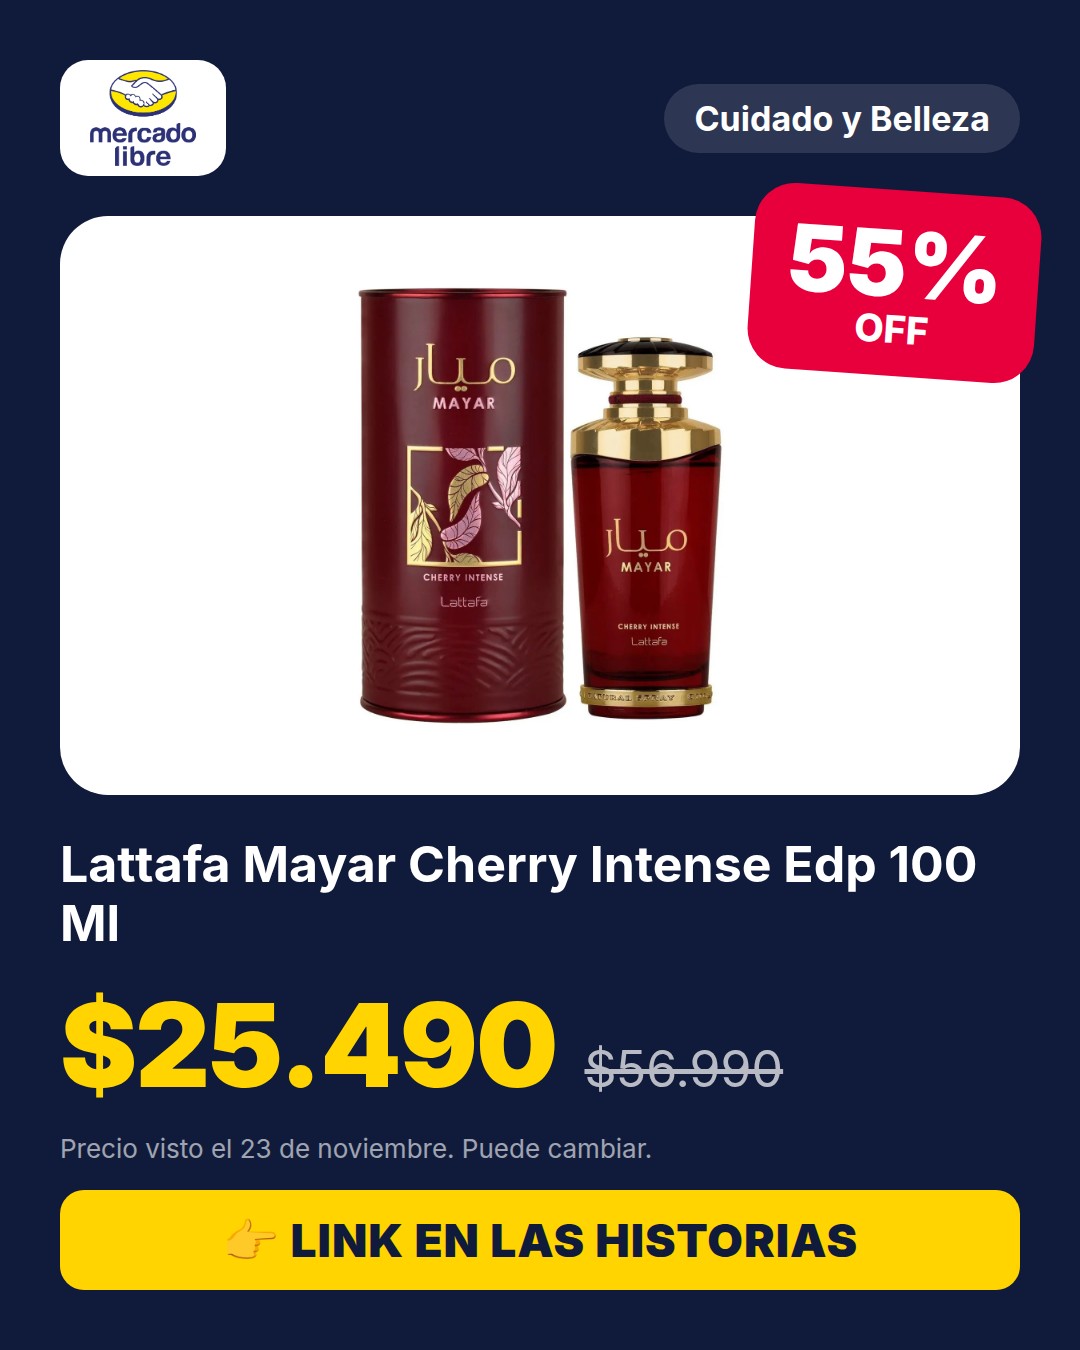 mercado
libre
Cuidado y Belleza
55%
OFF
ميار
MAYAR
CHERRY INTENSE
Lattafa
ميار
MAYAR
CHERRY INTENSE
Lattafa
Lattafa Mayar Cherry Intense Edp 100
Ml
$25.490 $56.990
Precio visto el 23 de noviembre. Puede cambiar.
👉 LINK EN LAS HISTORIAS